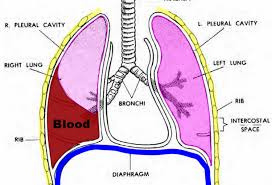 R. PLEURAL CAVITY
L. PLEURAL CAVITY
RIGHT LUNG
LEFT LUNG
BRONCHI
RIB
Blood
INTERCOSTAL
SPACE
RIB
DIAPHRAGM